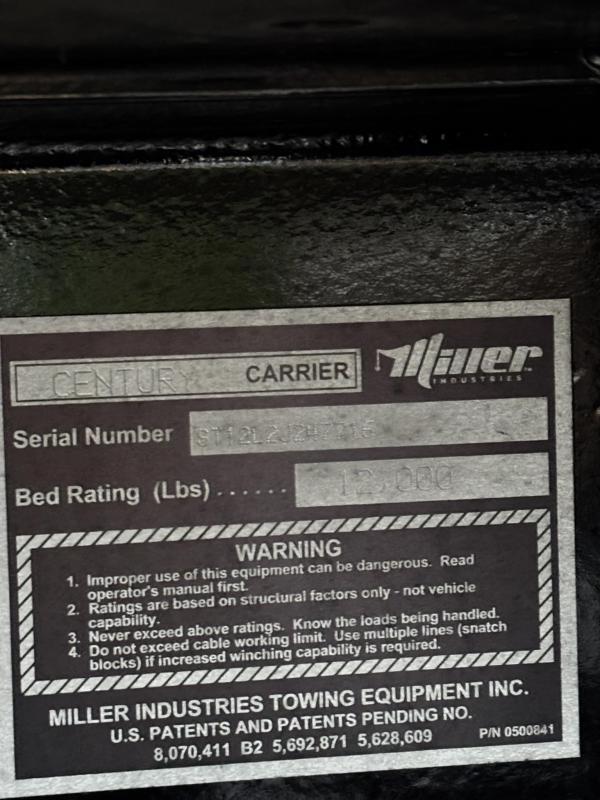 CENTURY CARRIER
Miller
INDUSTRIES
Serial Number
Bed Rating (Lbs) ...... 12,000
WARNING
1. Improper use of this equipment can be dangerous. Read
operator's manual first.
2. Ratings are based on structural factors only - not vehicle
capability.
3. Never exceed above ratings. Know the loads being handled.
4. Do not exceed cable working limit. Use multiple lines (snatch
blocks) if increased winching capability is required.
MILLER INDUSTRIES TOWING EQUIPMENT INC.
U.S. PATENTS AND PATENTS PENDING NO.
8,070,411 B2 5,692,871 5,628,609
P/N 0500841